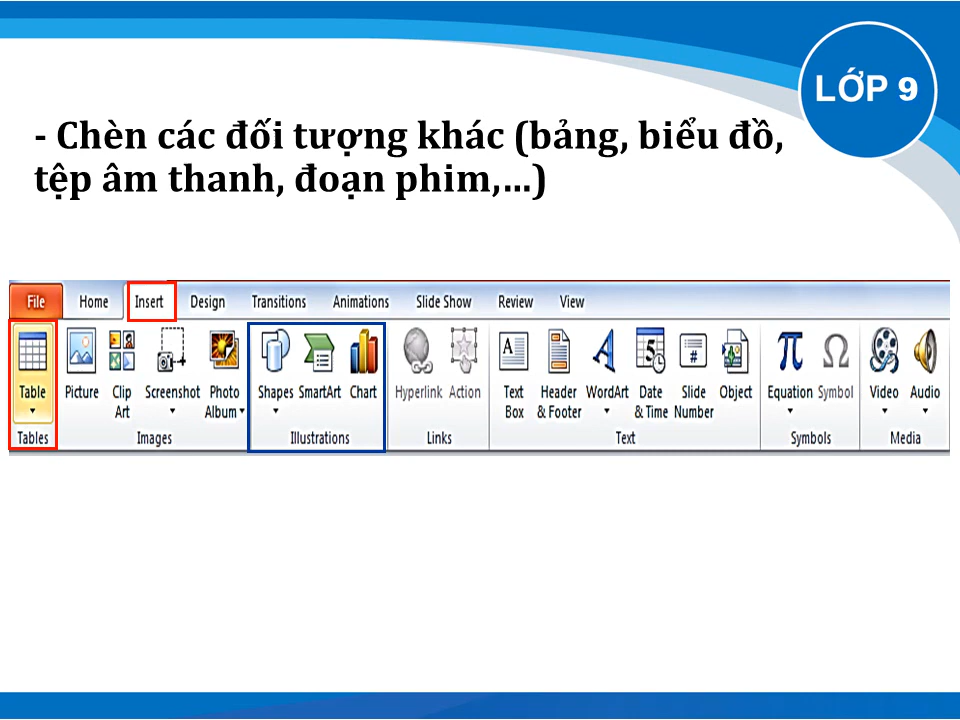 LỚP 9
- Chèn các đối tượng khác (bảng, biểu đồ,
tệp âm thanh, đoạn phim,...)
File Home Insert Design Transitions Animations Slide Show Review View
Table Picture Clip Art Screenshot Photo Album Shapes SmartArt Chart Hyperlink Action Text Box Header & Footer WordArt Date & Time Slide Number Object Equation Symbol Video Audio
Tables Images Illustrations Links Text Symbols Media